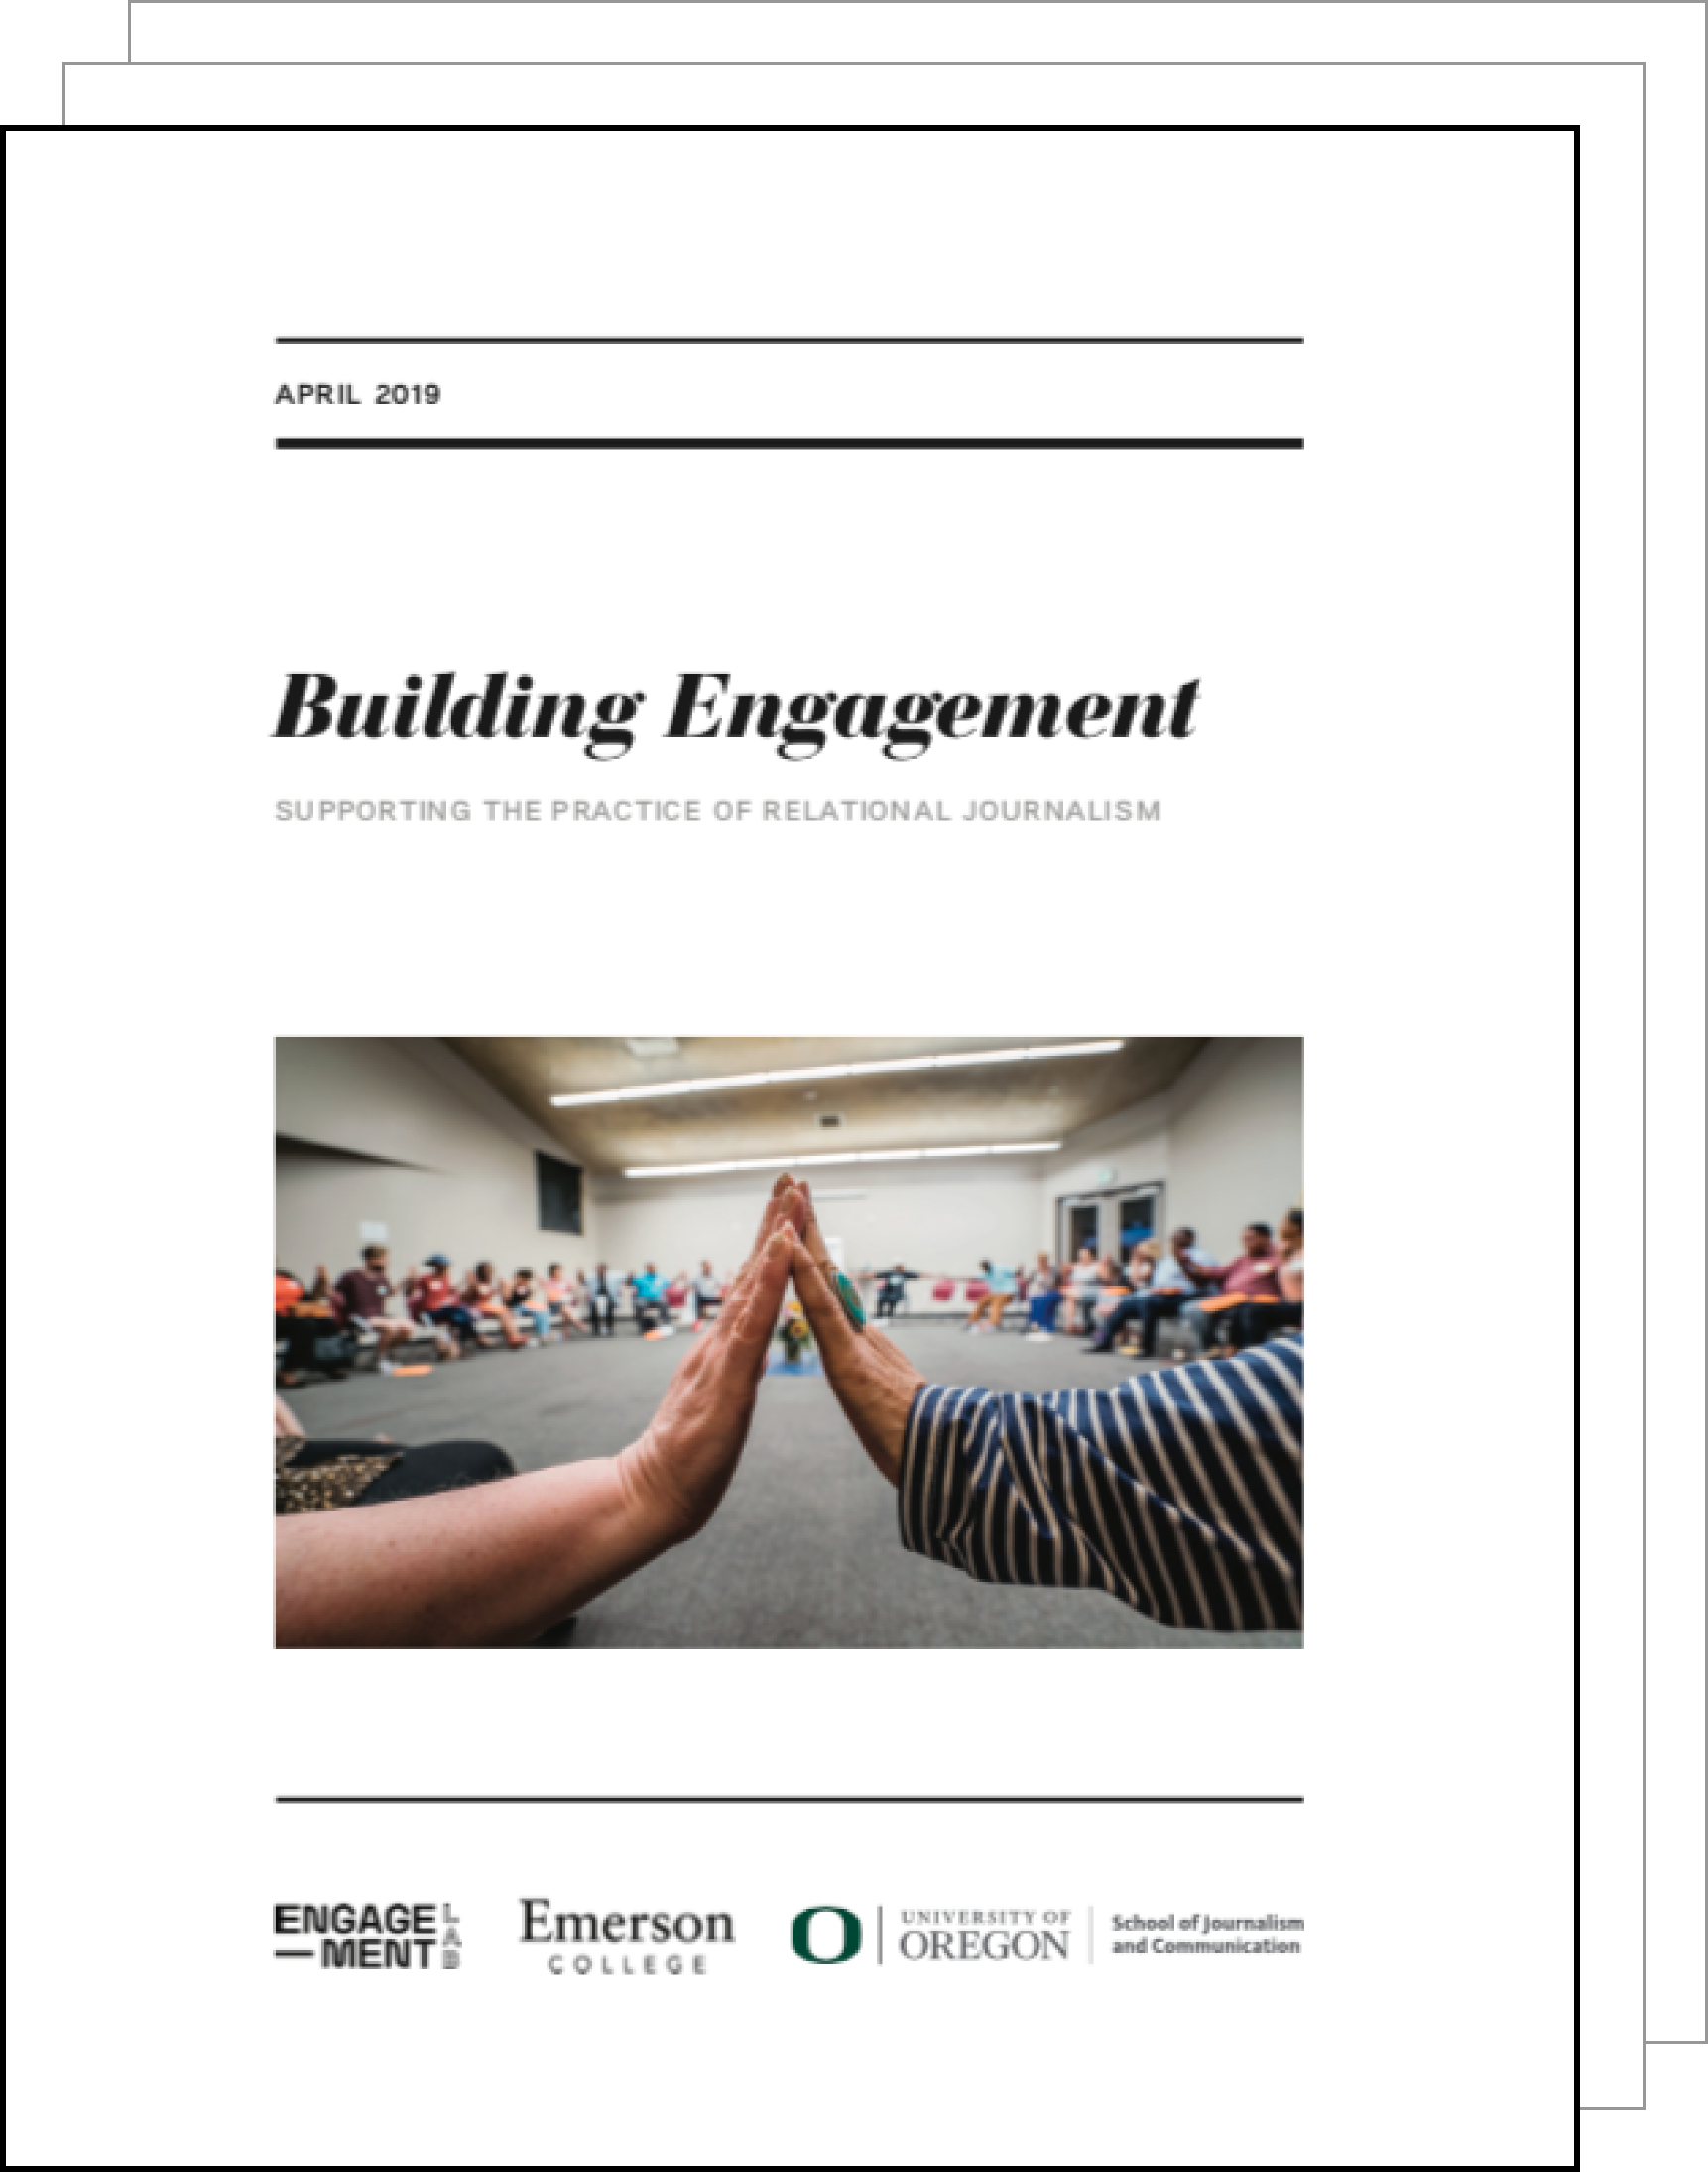 APRIL 2019
Building Engagement
SUPPORTING THE PRACTICE OF RELATIONAL JOURNALISM
ENGAGE
—MENT
LAB
Emerson
COLLEGE
O
UNIVERSITY OF
OREGON
School of Journalism
and Communication